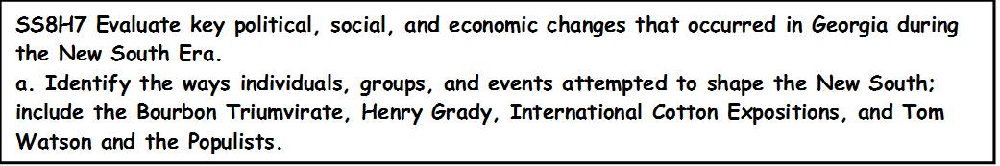 SS8H7 Evaluate key political, social, and economic changes that occurred in Georgia during
the New South Era.
a. Identify the ways individuals, groups, and events attempted to shape the New South;
include the Bourbon Triumvirate, Henry Grady, International Cotton Expositions, and Tom
Watson and the Populists.